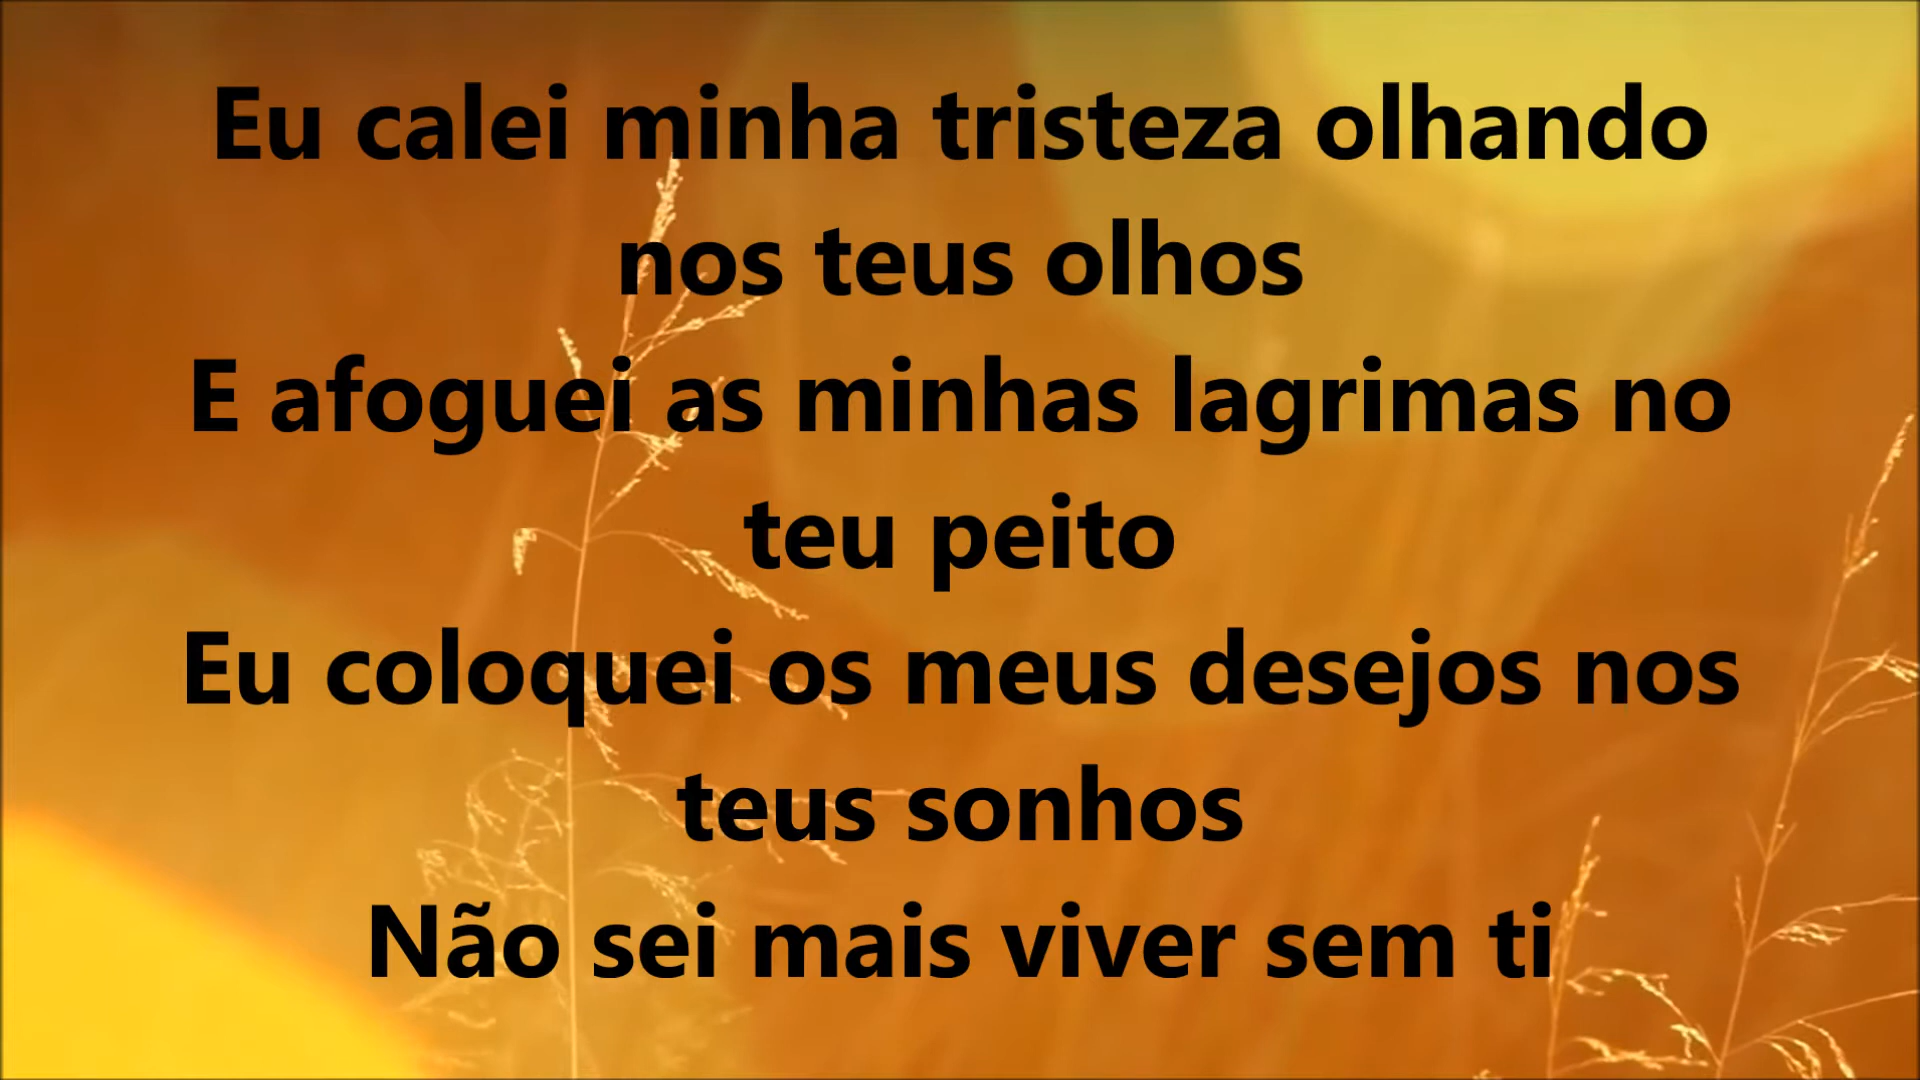 Eu calei minha tristeza olhando
nos teus olhos
E afoguei as minhas lagrimas no
teu peito
Eu coloquei os meus desejos nos
teus sonhos
Não sei mais viver sem ti